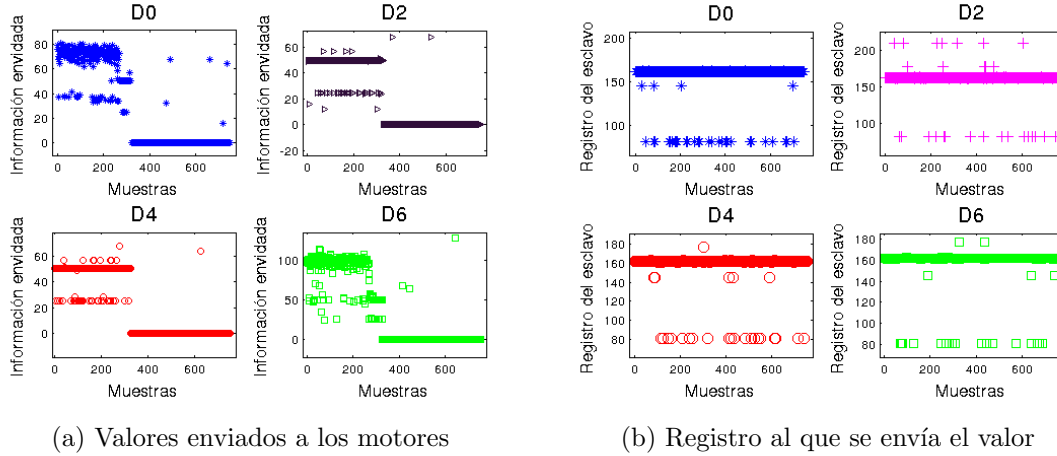 D0
Información envidada
80
60
40
20
0
0 200 400 600
Muestras
D2
Información envidada
60
40
20
0
-20
0 200 400 600
Muestras
D4
Información envidada
60
40
20
0
0 200 400 600
Muestras
D6
Información envidada
100
50
0
0 200 400 600
Muestras
(a) Valores enviados a los motores
D0
Registro del esclavo
200
150
100
0 200 400 600
Muestras
D2
Registro del esclavo
200
150
100
0 200 400 600
Muestras
D4
Registro del esclavo
180
160
140
120
100
80
0 200 400 600
Muestras
D6
Registro del esclavo
180
160
140
120
100
80
0 200 400 600
Muestras
(b) Registro al que se envía el valor